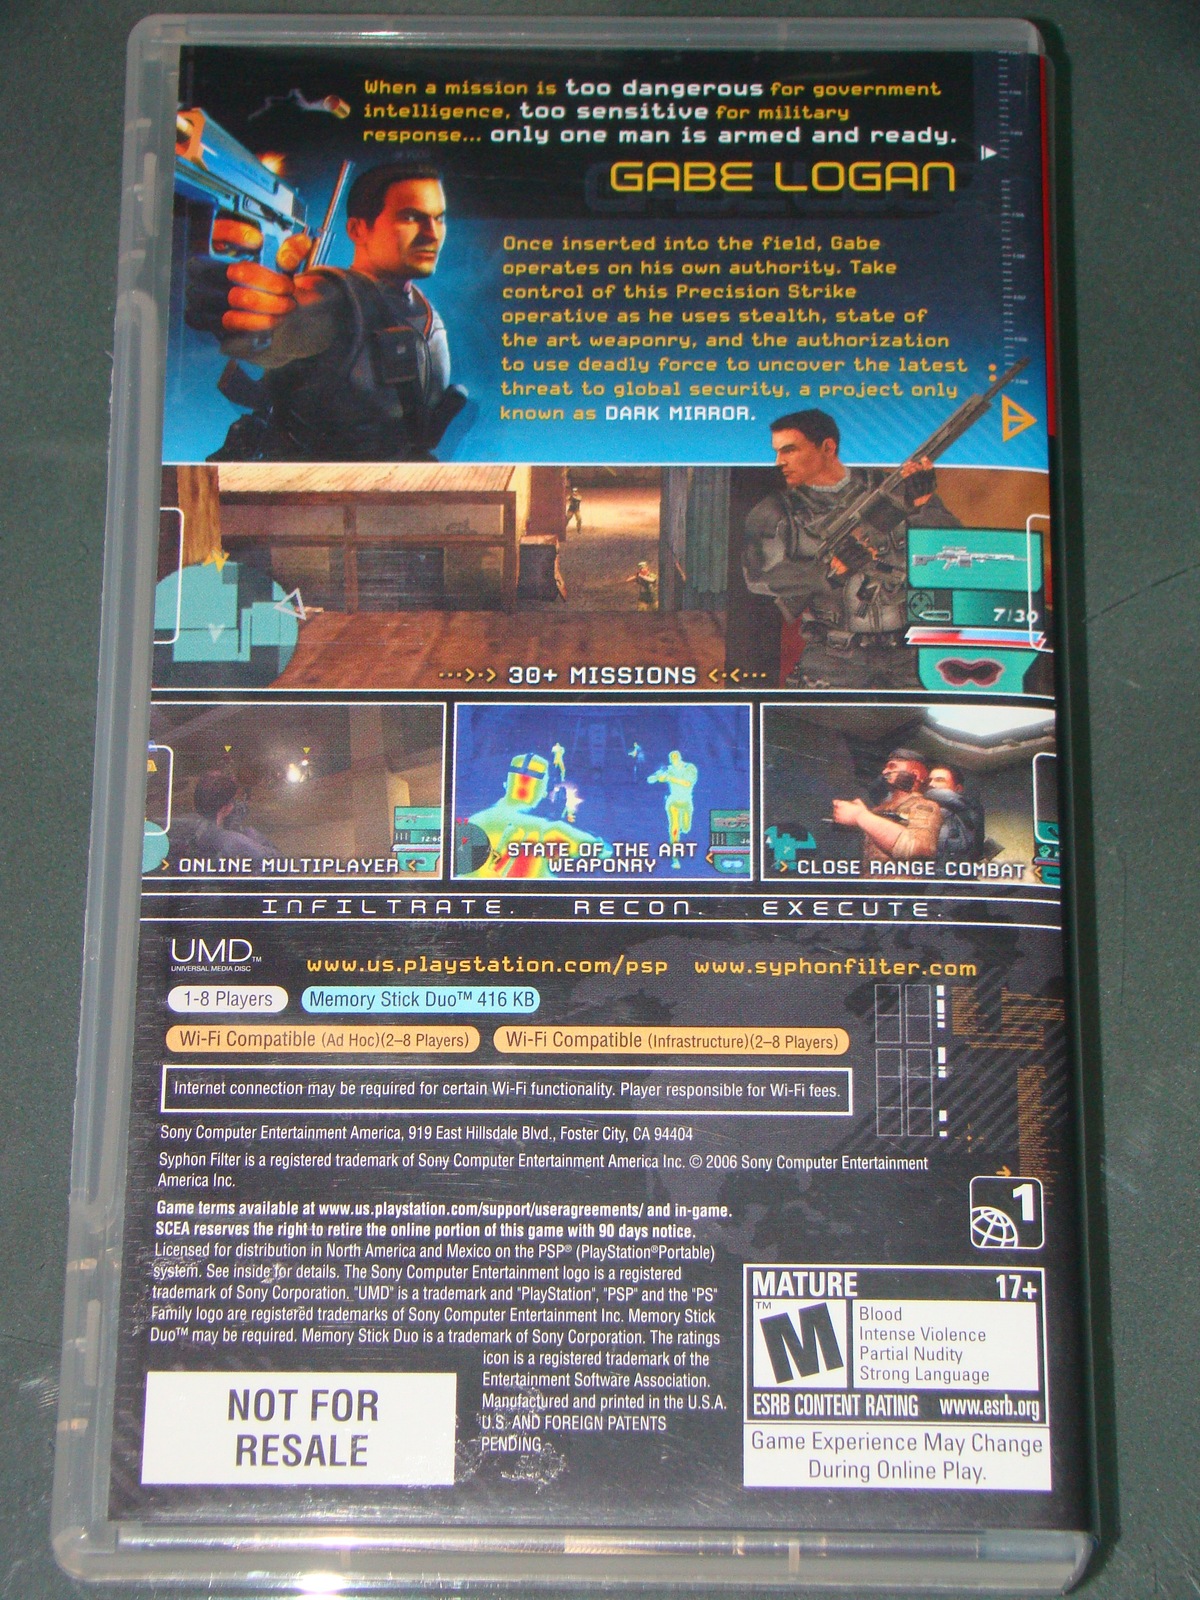 When a mission is too dangerous for government
intelligence, too sensitive for military
response... only one man is armed and ready.
GABE LOGAN
Once inserted into the field, Gabe
operates on his own authority. Take
control of this Precision Strike
operative as he uses stealth, state of
the art weaponry, and the authorization
to use deadly force to uncover the latest
threat to global security, a project only
known as DARK MIRROR.
7/30
30+ MISSIONS
ONLINE MULTIPLAYER
STATE OF THE ART
WEAPONRY
CLOSE RANGE COMBAT
INFILTRATE. RECON. EXECUTE.
UMD™
UNIVERSAL MEDIA DISC
www.us.playstation.com/psp www.syphonfilter.com
1-8 Players
Memory Stick Duo™ 416 KB
Wi-Fi Compatible (Ad Hoc)(2–8 Players)
Wi-Fi Compatible (Infrastructure)(2–8 Players)
Internet connection may be required for certain Wi-Fi functionality. Player responsible for Wi-Fi fees.
Sony Computer Entertainment America, 919 East Hillsdale Blvd., Foster City, CA 94404
Syphon Filter is a registered trademark of Sony Computer Entertainment America Inc. © 2006 Sony Computer Entertainment
America Inc.
Game terms available at www.us.playstation.com/support/useragreements/ and in-game.
SCEA reserves the right to retire the online portion of this game with 90 days notice.
Licensed for distribution in North America and Mexico on the PSP® (PlayStation®Portable)
system. See inside for details. The Sony Computer Entertainment logo is a registered
trademark of Sony Corporation. "UMD" is a trademark and "PlayStation", "PSP" and the "PS"
Family logo are registered trademarks of Sony Computer Entertainment Inc. Memory Stick
Duo™ may be required. Memory Stick Duo is a trademark of Sony Corporation. The ratings
icon is a registered trademark of the
Entertainment Software Association.
Manufactured and printed in the U.S.A.
U.S. AND FOREIGN PATENTS
PENDING.
NOT FOR
RESALE
1
MATURE 17+
M™
Blood
Intense Violence
Partial Nudity
Strong Language
ESRB CONTENT RATING www.esrb.org
Game Experience May Change
During Online Play.